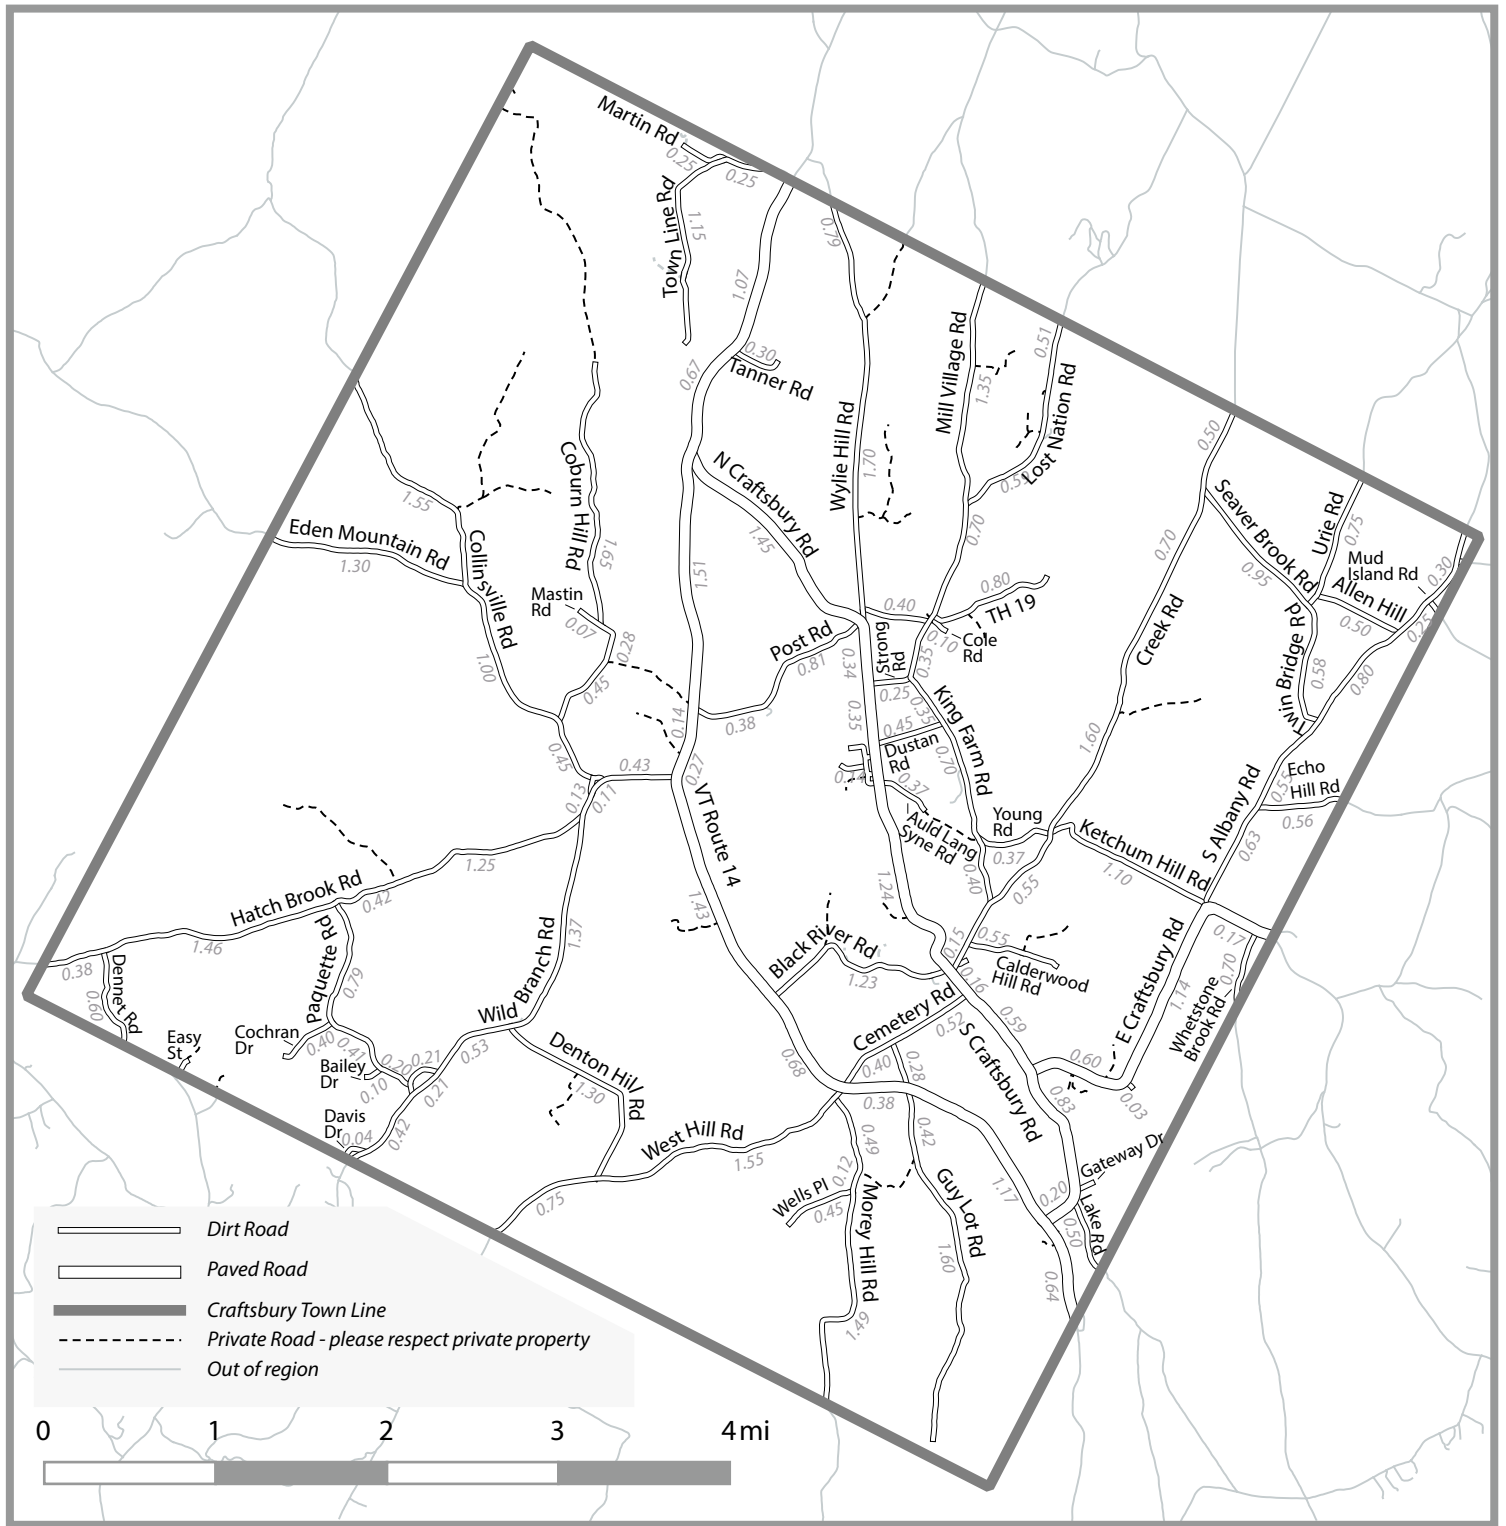 Martin Rd
0.25
0.25
Town Line Rd
1.15
0.79
1.07
0.67
0.30
Tanner Rd
Mill Village Rd
1.35
0.51
Lost Nation Rd
0.50
Wylie Hill Rd
1.70
N Craftsbury Rd
1.45
Coburn Hill Rd
1.65
1.55
Eden Mountain Rd
1.30
Collinsville Rd
1.00
Mastin
Rd
0.07
0.28
0.45
1.51
0.70
0.70
Seaver Brook Rd
0.95
Urie Rd
0.75
Mud
Island Rd
0.30
Allen Hill
0.50
0.25
0.80
TH 19
0.40
0.10
Cole
Rd
Strong
Rd
0.35
0.25
Post Rd
0.81
0.38
0.34
0.35
0.14
0.27
Creek Rd
1.60
Twin Bridge Rd
0.58
0.80
King Farm Rd
0.35
0.70
0.45
Dustan
Rd
0.37
Auld Lang
Syne Rd
Young
Rd
0.37
0.40
0.55
Ketchum Hill Rd
1.10
S Albany Rd
0.55
Echo
Hill Rd
0.56
0.63
0.45
0.43
0.13
0.11
VT Route 14
1.43
1.24
1.25
Hatch Brook Rd
0.42
1.46
0.38
Dennet Rd
0.60
Paquette Rd
0.79
Wild Branch Rd
1.37
Black River Rd
1.23
0.15
0.16
0.55
Calderwood
Hill Rd
0.17
0.70
Whetstone
Brook Rd
E Craftsbury Rd
1.14
Easy
St
Cochran
Dr
0.40
0.41
Bailey
Dr
0.10
0.20
0.21
0.21
0.53
Davis
Dr
0.04
0.42
Denton Hill
Rd
1.30
0.68
Cemetery Rd
0.52
0.40
0.28
0.38
S Craftsbury Rd
0.59
0.60
0.03
0.83
West Hill Rd
1.55
0.75
0.49
0.12
Wells Pl
0.45
Morey Hill Rd
1.49
0.42
Guy Lot Rd
1.60
1.17
0.20
Gateway Dr
Lake Rd
0.50
0.64
Dirt Road
Paved Road
Craftsbury Town Line
Private Road - please respect private property
Out of region
0 1 2 3 4 mi